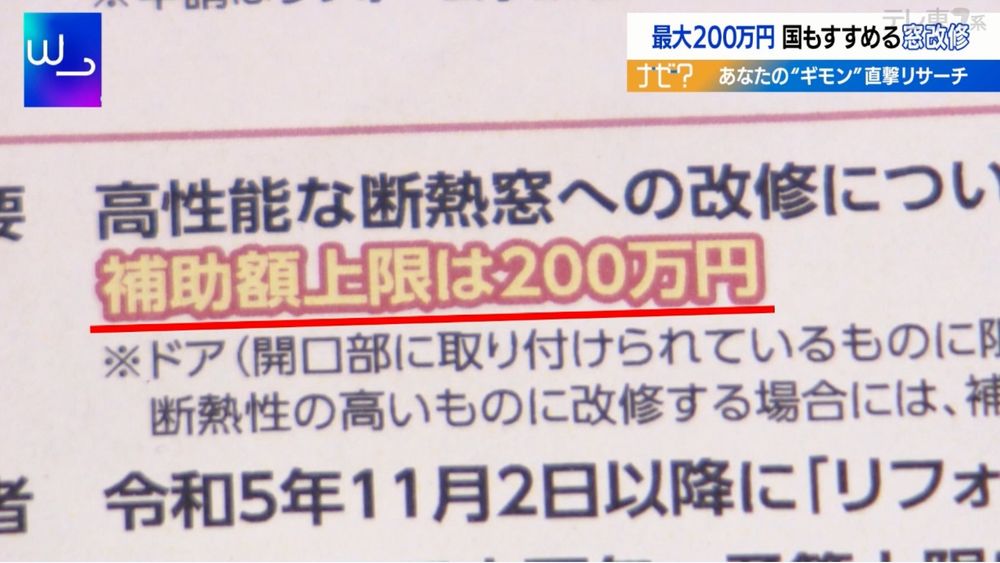 テレ東系
最大200万円 国もすすめる窓改修
ナゼ? あなたの“ギモン”直撃リサーチ
要 高性能な断熱窓への改修につい
補助額上限は200万円
※ドア(開口部に取り付けられているものに限
断熱性の高いものに改修する場合には、補
者 令和5年11月2日以降に「リフォ